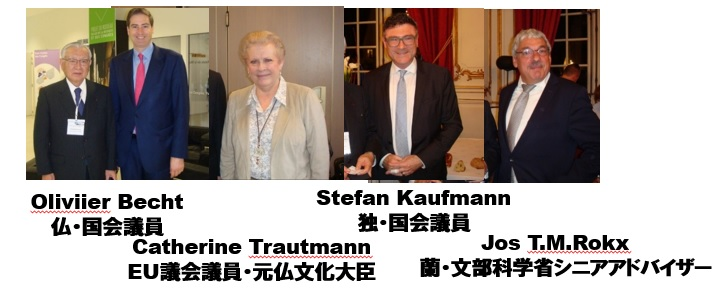 Oliviier Becht
仏・国会議員
Catherine Trautmann
EU議会議員・元仏文化大臣
Stefan Kaufmann
独・国会議員
Jos T.M.Rokx
蘭・文部科学省シニアアドバイザー